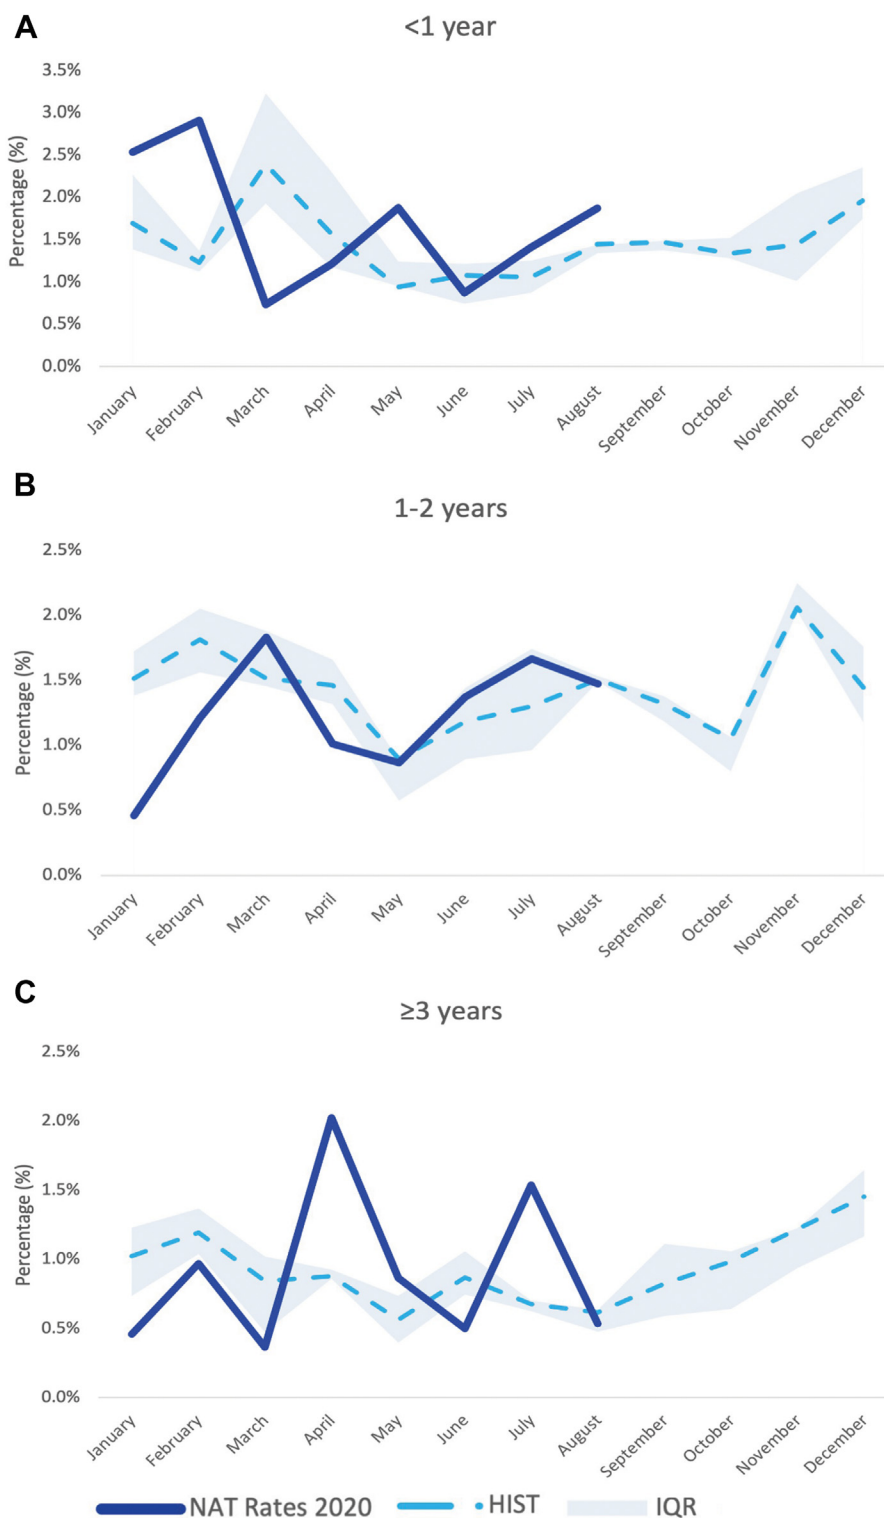 A
<1 year
Percentage (%)
3.5%
3.0%
2.5%
2.0%
1.5%
1.0%
0.5%
0.0%
January
February
March
April
May
June
July
August
September
October
November
December
B
1-2 years
Percentage (%)
2.5%
2.0%
1.5%
1.0%
0.5%
0.0%
January
February
March
April
May
June
July
August
September
October
November
December
C
≥3 years
Percentage (%)
2.5%
2.0%
1.5%
1.0%
0.5%
0.0%
January
February
March
April
May
June
July
August
September
October
November
December
NAT Rates 2020 HIST IQR